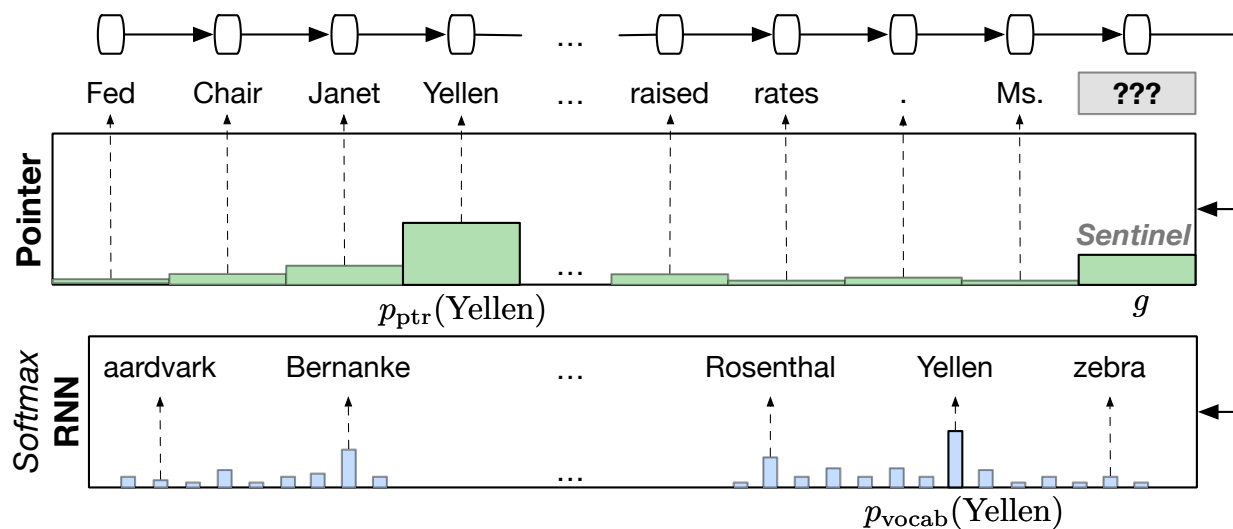 Fed Chair Janet Yellen ... raised rates . Ms. ???
Pointer
Sentinel
...
p_ptr(Yellen)
g
Softmax
RNN
aardvark Bernanke ... Rosenthal Yellen zebra
...
p_vocab(Yellen)